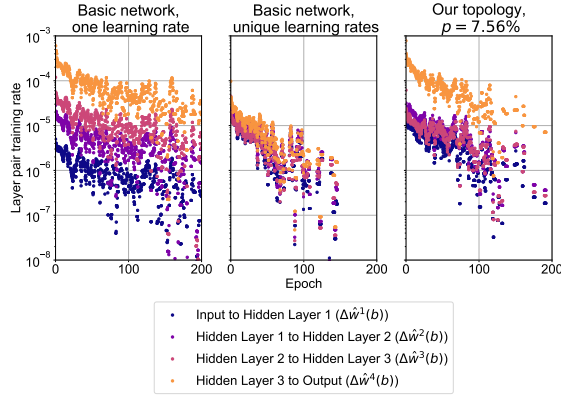 Basic network,
one learning rate
Basic network,
unique learning rates
Our topology,
p = 7.56%
Layer pair training rate
10⁻³
10⁻⁴
10⁻⁵
10⁻⁶
10⁻⁷
10⁻⁸
0 100 200
0 100 200
0 100 200
Epoch
Input to Hidden Layer 1 (Δŵ¹(b))
Hidden Layer 1 to Hidden Layer 2 (Δŵ²(b))
Hidden Layer 2 to Hidden Layer 3 (Δŵ³(b))
Hidden Layer 3 to Output (Δŵ⁴(b))